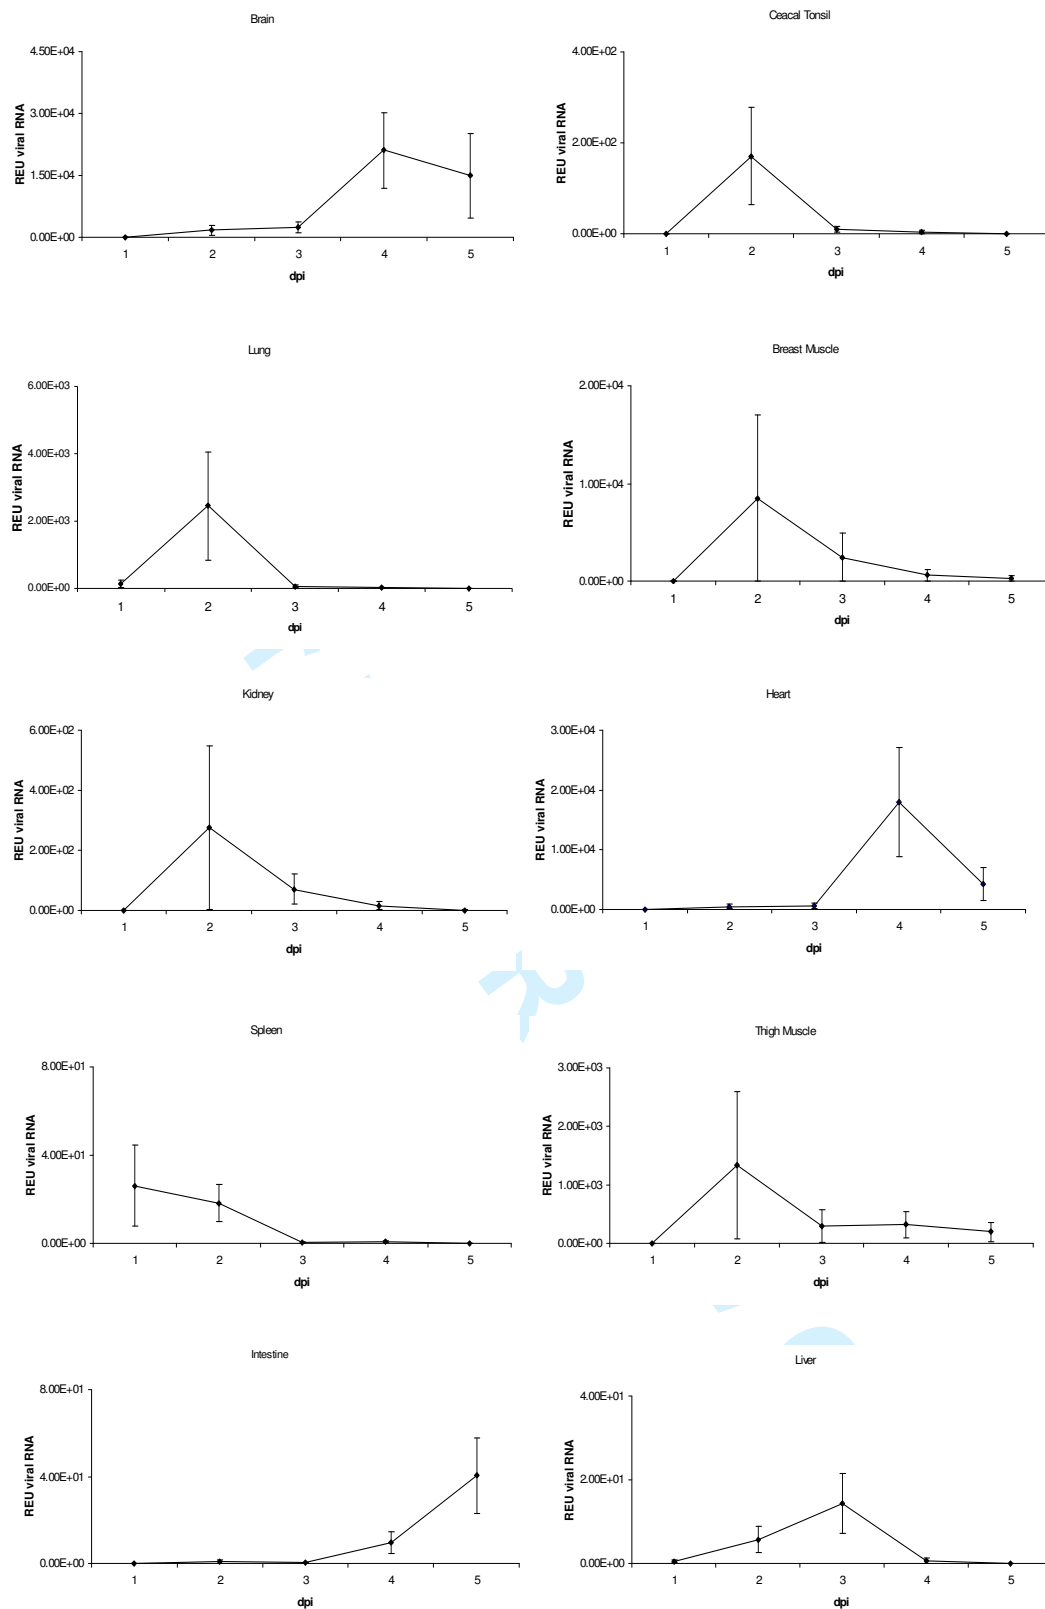 Brain
4.50E+04
3.00E+04
1.50E+04
0.00E+00
REU viral RNA
1 2 3 4 5
dpi
Ceacal Tonsil
4.00E+02
2.00E+02
0.00E+00
REU viral RNA
1 2 3 4 5
dpi
Lung
6.00E+03
4.00E+03
2.00E+03
0.00E+00
REU viral RNA
1 2 3 4 5
dpi
Breast Muscle
2.00E+04
1.00E+04
0.00E+00
REU viral RNA
1 2 3 4 5
dpi
Kidney
6.00E+02
4.00E+02
2.00E+02
0.00E+00
REU viral RNA
1 2 3 4 5
dpi
Heart
3.00E+04
2.00E+04
1.00E+04
0.00E+00
REU viral RNA
1 2 3 4 5
dpi
Spleen
8.00E+01
4.00E+01
0.00E+00
REU viral RNA
1 2 3 4 5
dpi
Thigh Muscle
3.00E+03
2.00E+03
1.00E+03
0.00E+00
REU viral RNA
1 2 3 4 5
dpi
Intestine
8.00E+01
4.00E+01
0.00E+00
REU viral RNA
1 2 3 4 5
dpi
Liver
4.00E+01
2.00E+01
0.00E+00
REU viral RNA
1 2 3 4 5
dpi